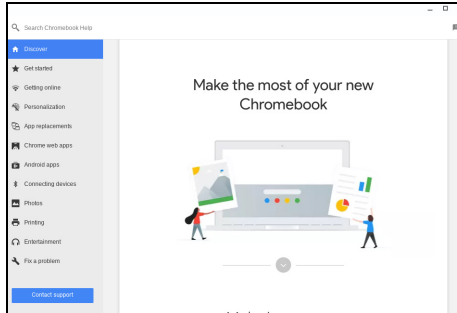 Search Chromebook Help
Discover
Get started
Getting online
Personalization
App replacements
Chrome web apps
Android apps
Connecting devices
Photos
Printing
Entertainment
Fix a problem
Contact support
Make the most of your new
Chromebook